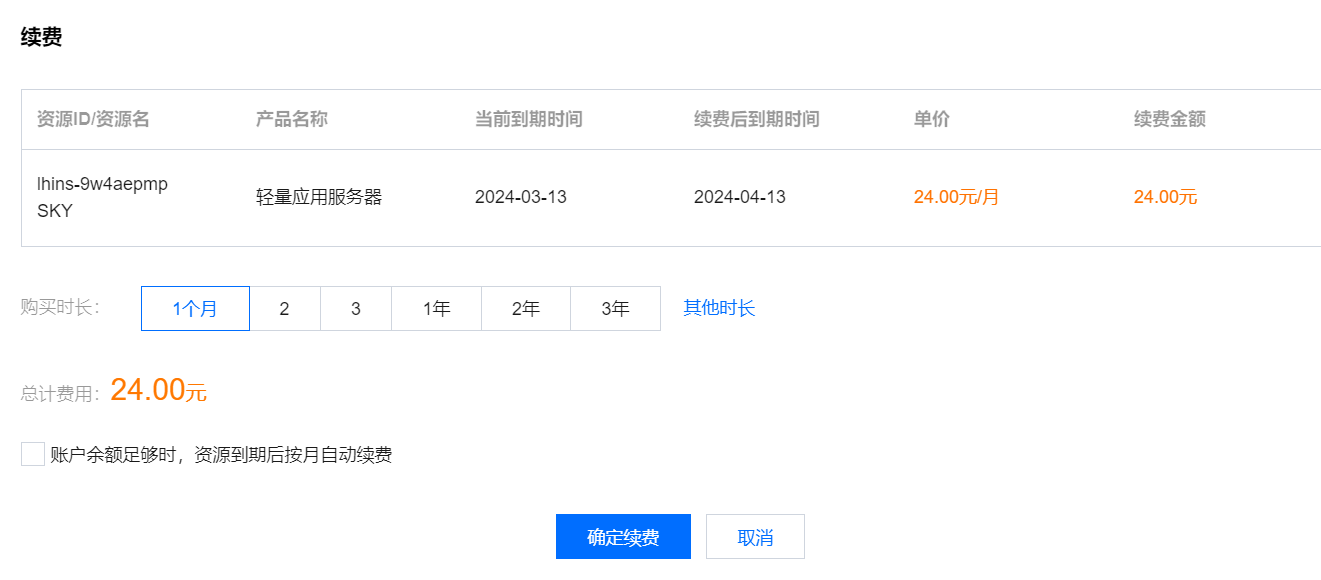 续费
资源ID/资源名 产品名称 当前到期时间 续费后到期时间 单价 续费金额
lhins-9w4aepmp
SKY
轻量应用服务器 2024-03-13 2024-04-13 24.00元/月 24.00元
购买时长： 1个月 2 3 1年 2年 3年 其他时长
总计费用：24.00元
账户余额足够时，资源到期后按月自动续费
确定续费 取消